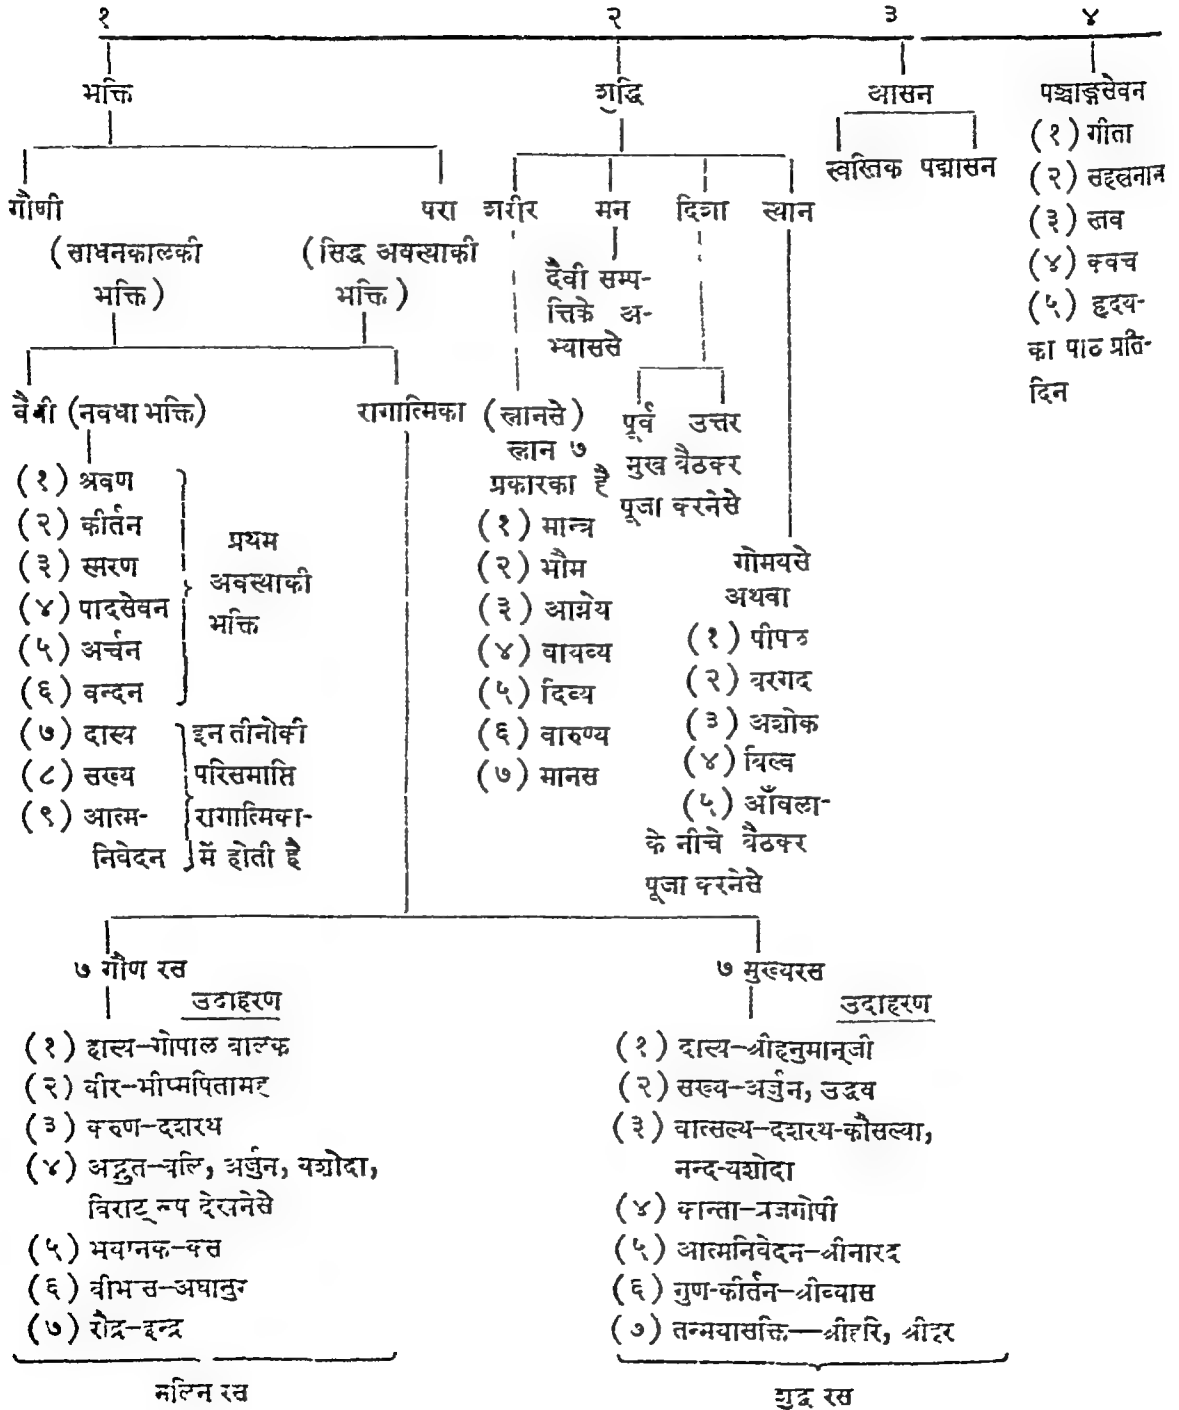 १ २ ३ ४
भक्ति शुद्धि आसन पञ्चाङ्गसेवन
(१) गीता
(२) सहस्रनाम
(३) स्तव
(४) कवच
(५) हृदय-
का पाठ प्रति-
दिन
स्वस्तिक पद्मासन
गौणी परा
(साधनकालकी (सिद्ध अवस्थाकी
भक्ति) भक्ति)
शरीर मन दिशा स्थान
दैवी सम्प-
त्तिके अ-
भ्याससे
वैधी (नवधा भक्ति) रागात्मिका
(१) श्रवण
(२) कीर्तन
(३) स्मरण
(४) पादसेवन
(५) अर्चन
(६) वन्दन
प्रथम
अवस्थाकी
भक्ति
(७) दास्य
(८) सख्य
(९) आत्म-
निवेदन
इन तीनोकी
परिसमाप्ति
रागात्मिका-
में होती है
(स्नानसे)
स्नान ७
प्रकारका है
(१) मान्त्र
(२) भौम
(३) आग्नेय
(४) वायव्य
(५) दिव्य
(६) वारुण्य
(७) मानस
पूर्व उत्तर
मुख बैठकर
पूजा करनेसे
गोमयसे
अथवा
(१) पीपल
(२) बरगद
(३) अशोक
(४) बिल्व
(५) आँवला-
के नीचे बैठकर
पूजा करनेसे
७ गौण रस
उदाहरण
(१) हास्य–गोपाल बालक
(२) वीर–भीष्मपितामह
(३) करुण–दशरथ
(४) अद्भुत–बलि, अर्जुन, यशोदा,
विराट् रूप देखनेसे
(५) भयानक–कंस
(६) बीभत्स–अघासुर
(७) रौद्र–इन्द्र
मलिन रस
७ मुख्यरस
उदाहरण
(१) दास्य–श्रीहनुमान्‌जी
(२) सख्य–अर्जुन, उद्धव
(३) वात्सल्य–दशरथ-कौसल्या,
नन्द-यशोदा
(४) कान्ता–व्रजगोपी
(५) आत्मनिवेदन–श्रीनारद
(६) गुण-कीर्तन–श्रीव्यास
(७) तन्मयासक्ति—श्रीहरि, श्रीहर
शुद्ध रस